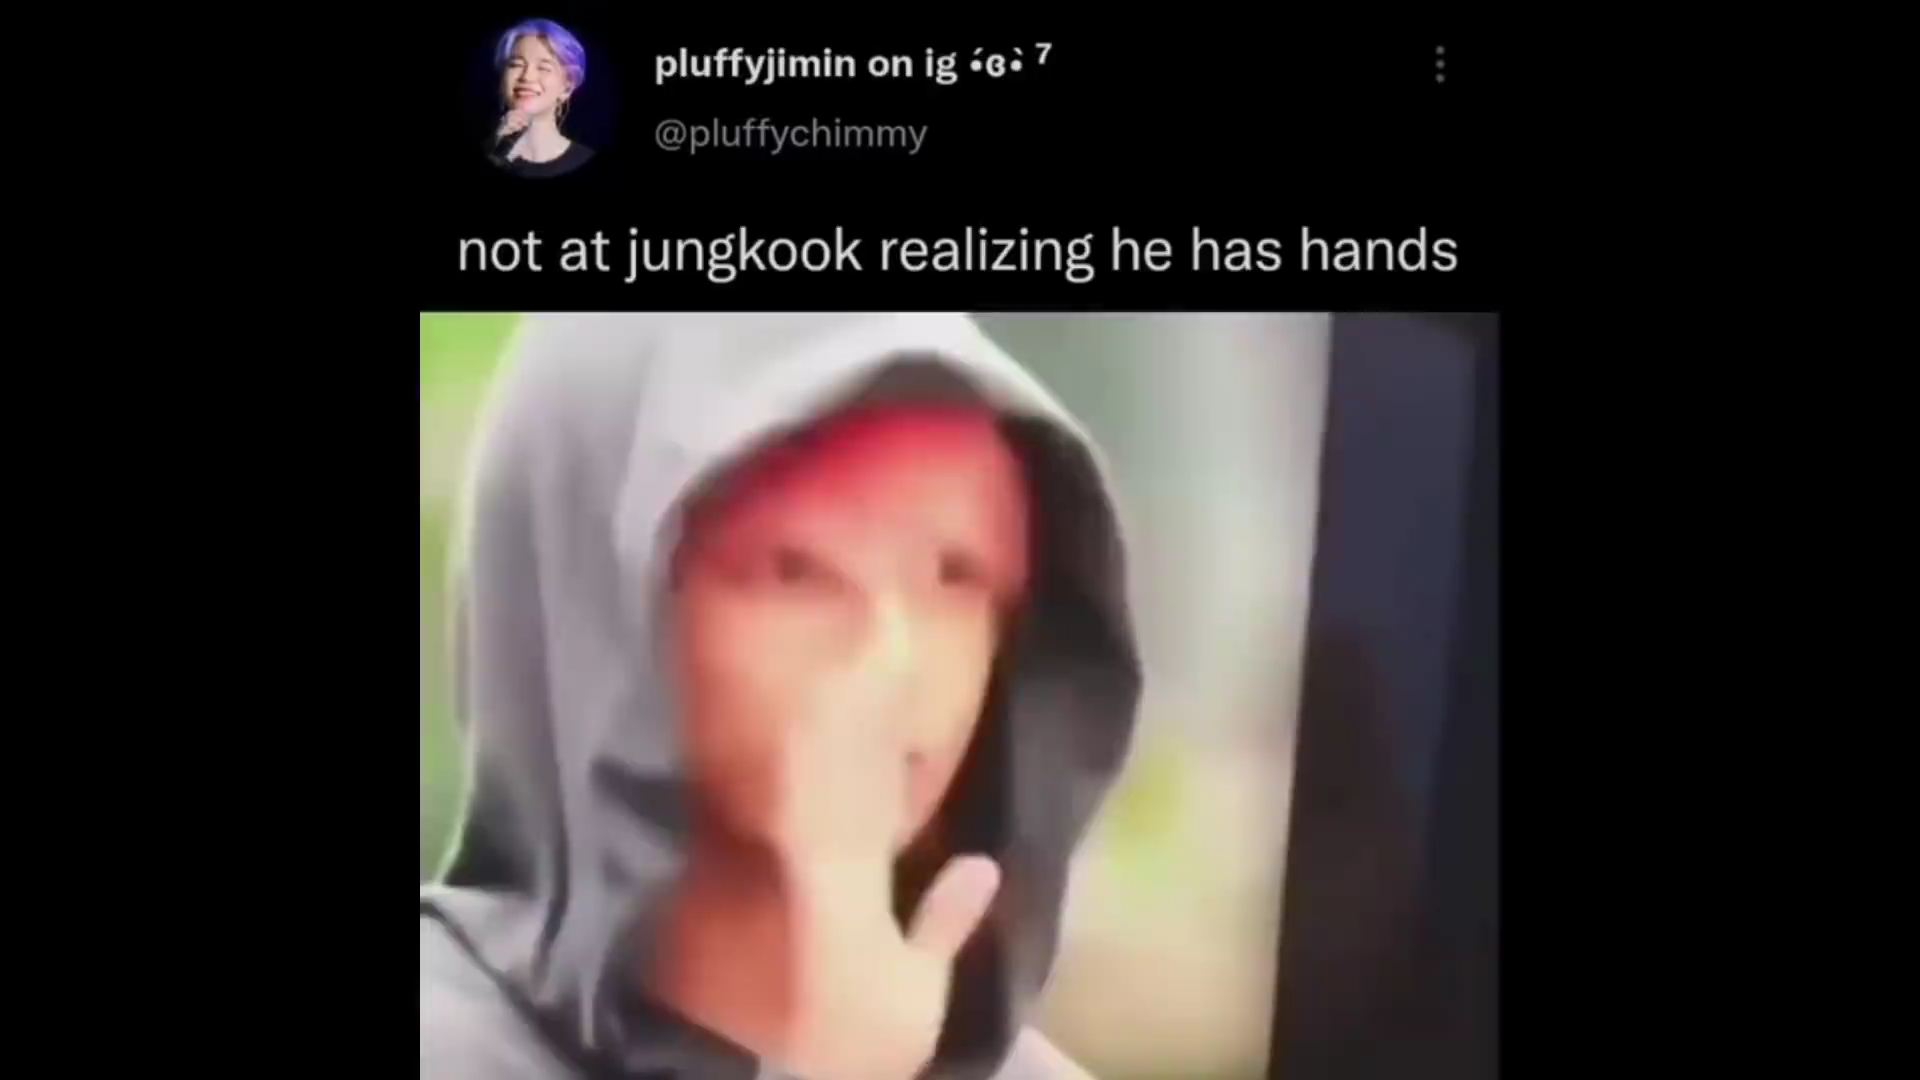 pluffyjimin on ig •́ɞ•̀ ⁷
@pluffychimmy
not at jungkook realizing he has hands